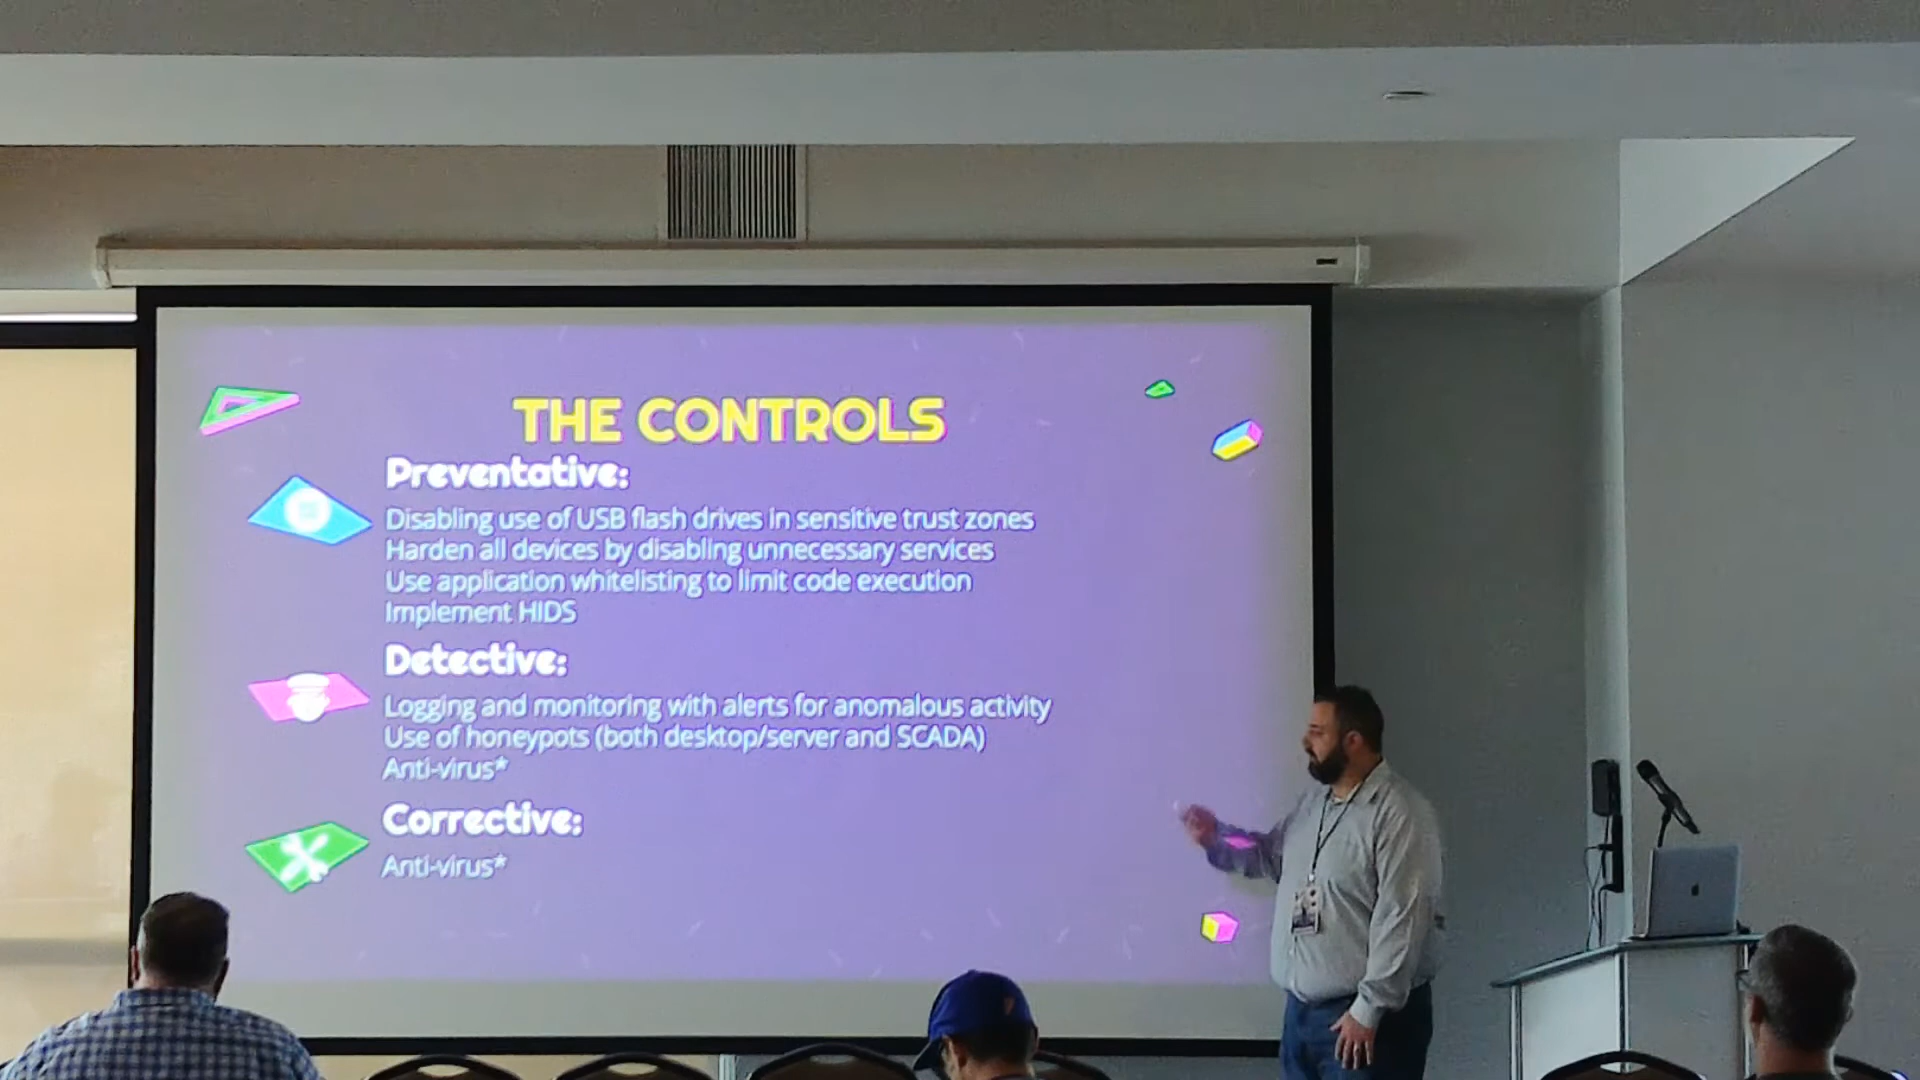 THE CONTROLS
Preventative:
Disabling use of USB flash drives in sensitive trust zones
Harden all devices by disabling unnecessary services
Use application whitelisting to limit code execution
Implement HIDS
Detective:
Logging and monitoring with alerts for anomalous activity
Use of honeypots (both desktop/server and SCADA)
Anti-virus*
Corrective:
Anti-virus*